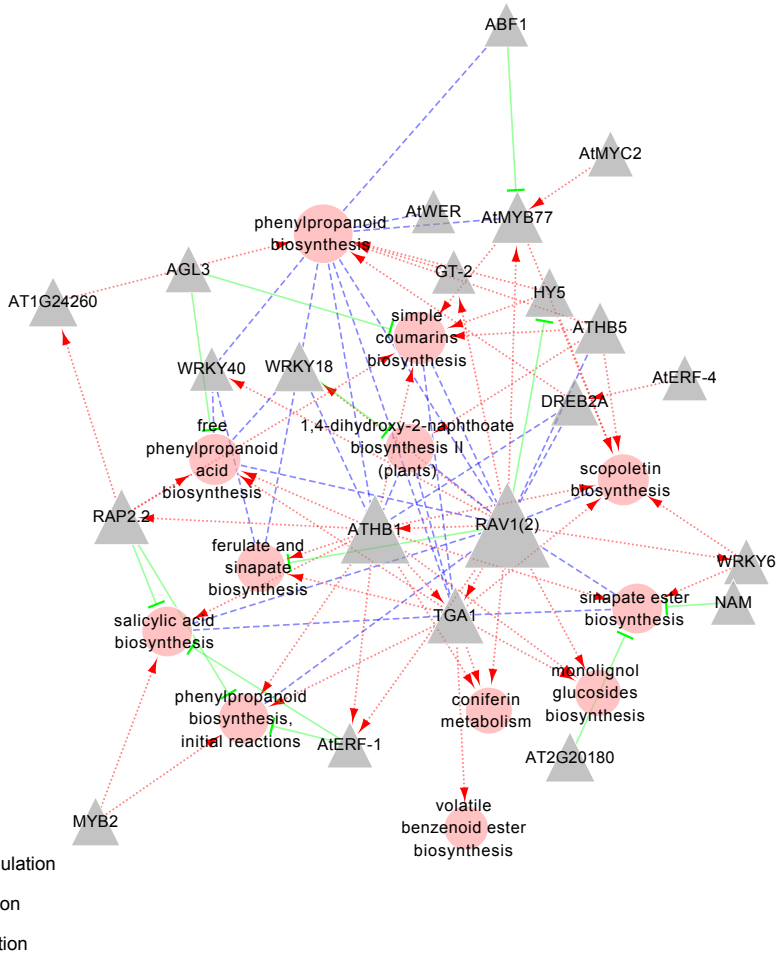 ABF1
AtMYC2
AtWER
AtMYB77
phenylpropanoid
biosynthesis
AGL3
GT-2
HY5
AT1G24260
simple
coumarins
biosynthesis
ATHB5
WRKY40
WRKY18
AtERF-4
DREB2A
free
phenylpropanoid
acid
biosynthesis
1,4-dihydroxy-2-naphthoate
biosynthesis II
(plants)
scopoletin
biosynthesis
RAP2.2
ATHB1
RAV1(2)
ferulate and
sinapate
biosynthesis
WRKY6
NAM
sinapate ester
biosynthesis
TGA1
salicylic acid
biosynthesis
monolignol
glucosides
biosynthesis
phenylpropanoid
biosynthesis,
initial reactions
coniferin
metabolism
AtERF-1
AT2G20180
MYB2
volatile
benzenoid ester
biosynthesis
ulation
on
tion